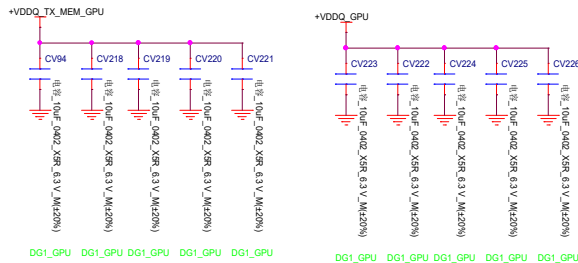 +VDDQ_TX_MEM_GPU
CV94
CV218
CV219
CV220
CV221
电容_10uF_0402_X5R_6.3 V_M(±20%)
电容_10uF_0402_X5R_6.3 V_M(±20%)
电容_10uF_0402_X5R_6.3 V_M(±20%)
电容_10uF_0402_X5R_6.3 V_M(±20%)
电容_10uF_0402_X5R_6.3 V_M(±20%)
DG1_GPU
DG1_GPU
DG1_GPU
DG1_GPU
DG1_GPU
+VDDQ_GPU
CV223
CV222
CV224
CV225
CV226
电容_10uF_0402_X5R_6.3 V_M(±20%)
电容_10uF_0402_X5R_6.3 V_M(±20%)
电容_10uF_0402_X5R_6.3 V_M(±20%)
电容_10uF_0402_X5R_6.3 V_M(±20%)
电容_10uF_0402_X5R_6.3 V_M(±20%)
DG1_GPU
DG1_GPU
DG1_GPU
DG1_GPU
DG1_GPU